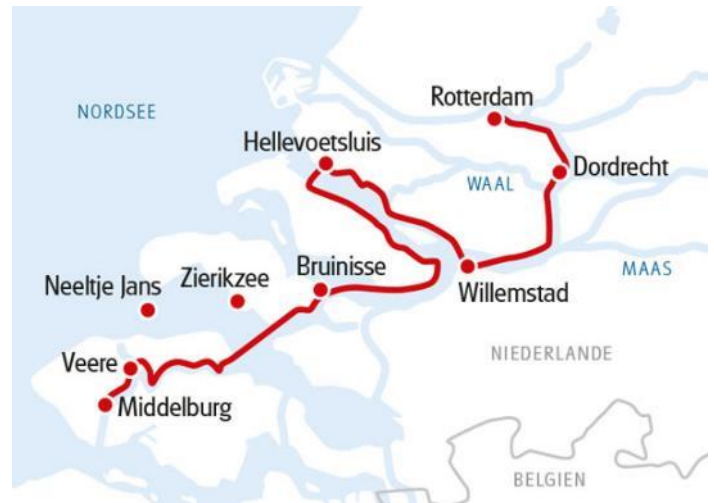 Rotterdam
NORDSEE
Hellevoetsluis
Dordrecht
WAAL
Bruinisse
Zierikzee
MAAS
Neeltje Jans
Willemstad
Veere
NIEDERLANDE
Middelburg
BELGIEN